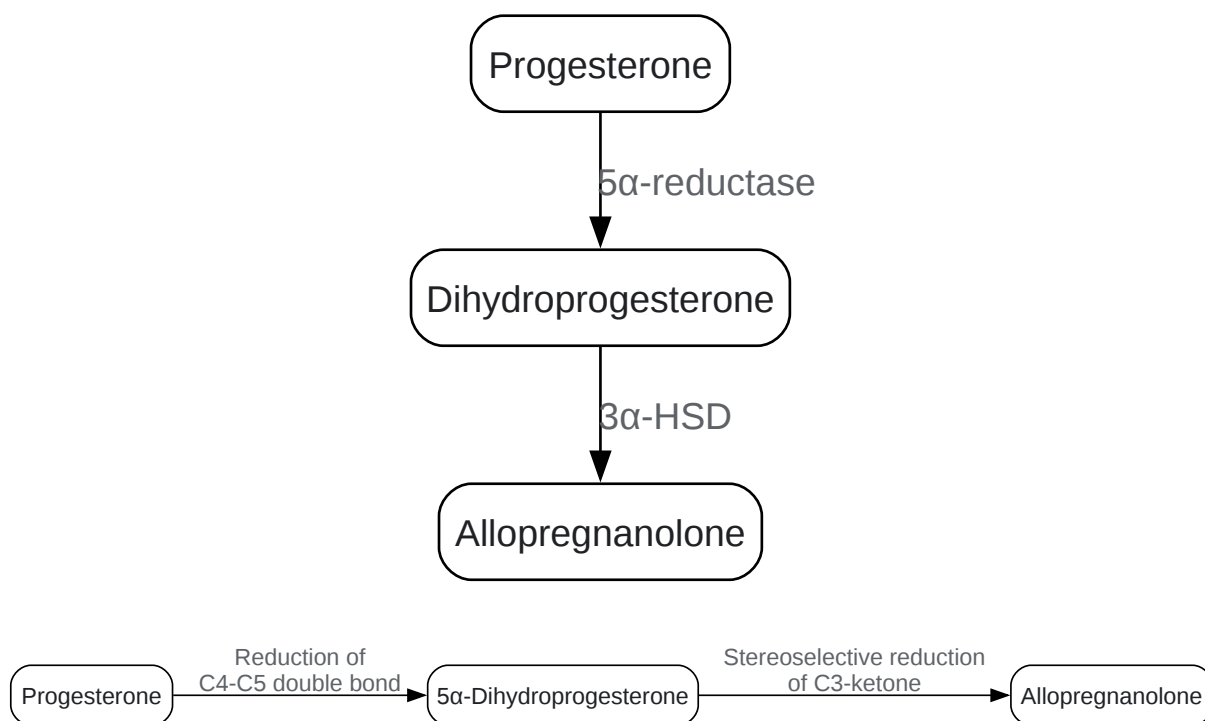 Progesterone
5α-reductase
Dihydroprogesterone
3α-HSD
Allopregnanolone
Reduction of
C4-C5 double bond
Stereoselective reduction
of C3-ketone
Progesterone
5α-Dihydroprogesterone
Allopregnanolone